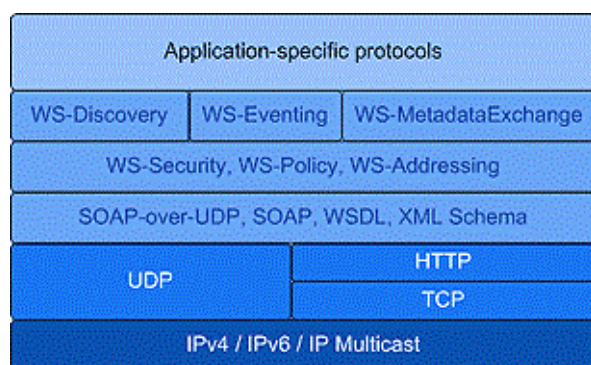 Application-specific protocols
WS-Discovery
WS-Eventing
WS-MetadataExchange
WS-Security, WS-Policy, WS-Addressing
SOAP-over-UDP, SOAP, WSDL, XML Schema
UDP
HTTP
TCP
IPv4 / IPv6 / IP Multicast